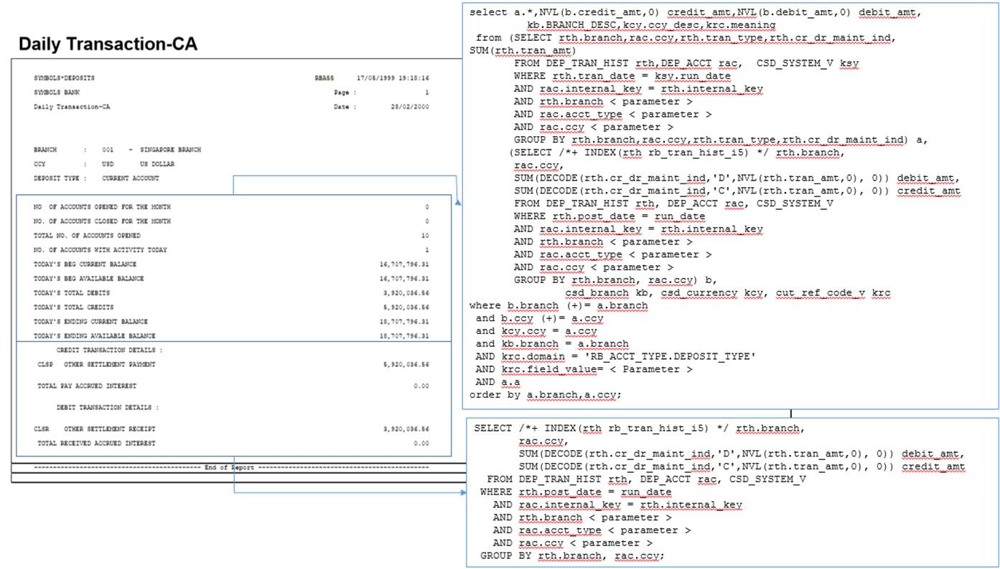 Daily Transaction-CA
SYMBOLS*DEPOSITS RBA55 17/05/1999 19:18:16
SYMBOLS BANK Page : 1
Daily Transaction-CA Date : 28/02/2000
BRANCH : 001 - SINGAPORE BRANCH
CCY : USD US DOLLAR
DEPOSIT TYPE : CURRENT ACCOUNT
NO OF ACCOUNTS OPENED FOR THE MONTH 0
NO. OF ACCOUNTS CLOSED FOR THE MONTH 0
TOTAL NO. OF ACCOUNTS OPENED 10
NO. OF ACCOUNTS WITH ACTIVITY TODAY 1
TODAY'S BEG CURRENT BALANCE 16,707,796.31
TODAY'S BEG AVAILABLE BALANCE 16,707,796.31
TODAY'S TOTAL DEBITS 3,920,036.56
TODAY'S TOTAL CREDITS 5,920,036.56
TODAY'S ENDING CURRENT BALANCE 18,707,796.31
TODAY'S ENDING AVAILABLE BALANCE 18,707,796.31
CREDIT TRANSACTION DETAILS :
CLSP OTHER SETTLEMENT PAYMENT 5,920,036.56
TOTAL PAY ACCRUED INTEREST 0.00
DEBIT TRANSACTION DETAILS :
CLSR OTHER SETTLEMENT RECEIPT 3,920,036.56
TOTAL RECEIVED ACCRUED INTEREST 0.00
--------------------------------------------- End of Report ---------------------------------------------
select a.*,NVL(b.credit_amt,0) credit_amt,NVL(b.debit_amt,0) debit_amt,
kb.BRANCH_DESC,kcy.ccy_desc,krc.meaning
from (SELECT rth.branch,rac.ccy,rth.tran_type,rth.cr_dr_maint_ind,
SUM(rth.tran_amt)
FROM DEP_TRAN_HIST rth,DEP_ACCT rac, CSD_SYSTEM_V ksy
WHERE rth.tran_date = ksy.run_date
AND rac.internal_key = rth.internal_key
AND rth.branch < parameter >
AND rac.acct_type < parameter >
AND rac.ccy < parameter >
GROUP BY rth.branch,rac.ccy,rth.tran_type,rth.cr_dr_maint_ind) a,
(SELECT /*+ INDEX(rth rb_tran_hist_i5) */ rth.branch,
rac.ccy,
SUM(DECODE(rth.cr_dr_maint_ind,'D',NVL(rth.tran_amt,0), 0)) debit_amt,
SUM(DECODE(rth.cr_dr_maint_ind,'C',NVL(rth.tran_amt,0), 0)) credit_amt
FROM DEP_TRAN_HIST rth, DEP_ACCT rac, CSD_SYSTEM_V
WHERE rth.post_date = run_date
AND rac.internal_key = rth.internal_key
AND rth.branch < parameter >
AND rac.acct_type < parameter >
AND rac.ccy < parameter >
GROUP BY rth.branch, rac.ccy) b,
csd_branch kb, csd_currency kcy, cut_ref_code_v krc
where b.branch (+)= a.branch
and b.ccy (+)= a.ccy
and kcy.ccy = a.ccy
and kb.branch = a.branch
AND krc.domain = 'RB_ACCT_TYPE.DEPOSIT_TYPE'
AND krc.field_value= < Parameter >
AND a.a
order by a.branch,a.ccy;
SELECT /*+ INDEX(rth rb_tran_hist_i5) */ rth.branch,
rac.ccy,
SUM(DECODE(rth.cr_dr_maint_ind,'D',NVL(rth.tran_amt,0), 0)) debit_amt,
SUM(DECODE(rth.cr_dr_maint_ind,'C',NVL(rth.tran_amt,0), 0)) credit_amt
FROM DEP_TRAN_HIST rth, DEP_ACCT rac, CSD_SYSTEM_V
WHERE rth.post_date = run_date
AND rac.internal_key = rth.internal_key
AND rth.branch < parameter >
AND rac.acct_type < parameter >
AND rac.ccy < parameter >
GROUP BY rth.branch, rac.ccy;